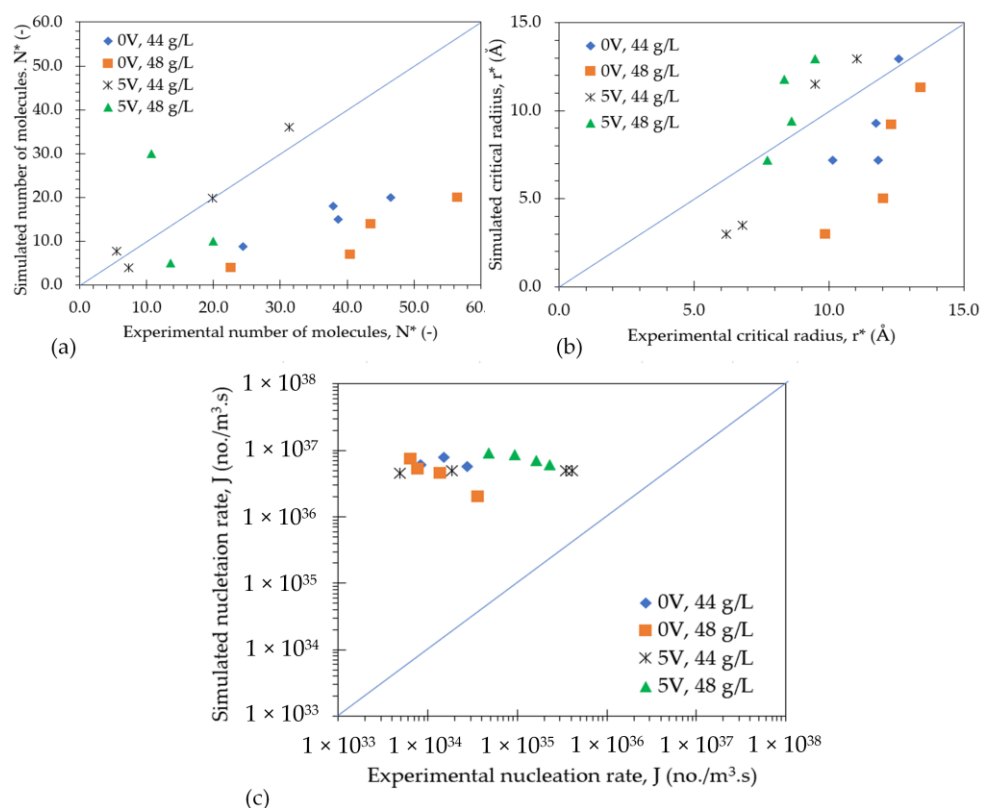 60.0
50.0
40.0
30.0
20.0
10.0
0.0
Simulated number of molecules. N* (-)
0V, 44 g/L
0V, 48 g/L
5V, 44 g/L
5V, 48 g/L
0.0 10.0 20.0 30.0 40.0 50.0 60.
Experimental number of molecules, N* (-)
(a)
15.0
10.0
5.0
0.0
Simulated critical radiius, r* (Å)
0V, 44 g/L
0V, 48 g/L
5V, 44 g/L
5V, 48 g/L
0.0 5.0 10.0 15.0
Experimental critical radius, r* (Å)
(b)
1 × 10³⁸
1 × 10³⁷
1 × 10³⁶
1 × 10³⁵
1 × 10³⁴
1 × 10³³
Simulated nucletaion rate, J (no./m³.s)
0V, 44 g/L
0V, 48 g/L
5V, 44 g/L
5V, 48 g/L
1 × 10³³ 1 × 10³⁴ 1 × 10³⁵ 1 × 10³⁶ 1 × 10³⁷ 1 × 10³⁸
Experimental nucleation rate, J (no./m³.s)
(c)